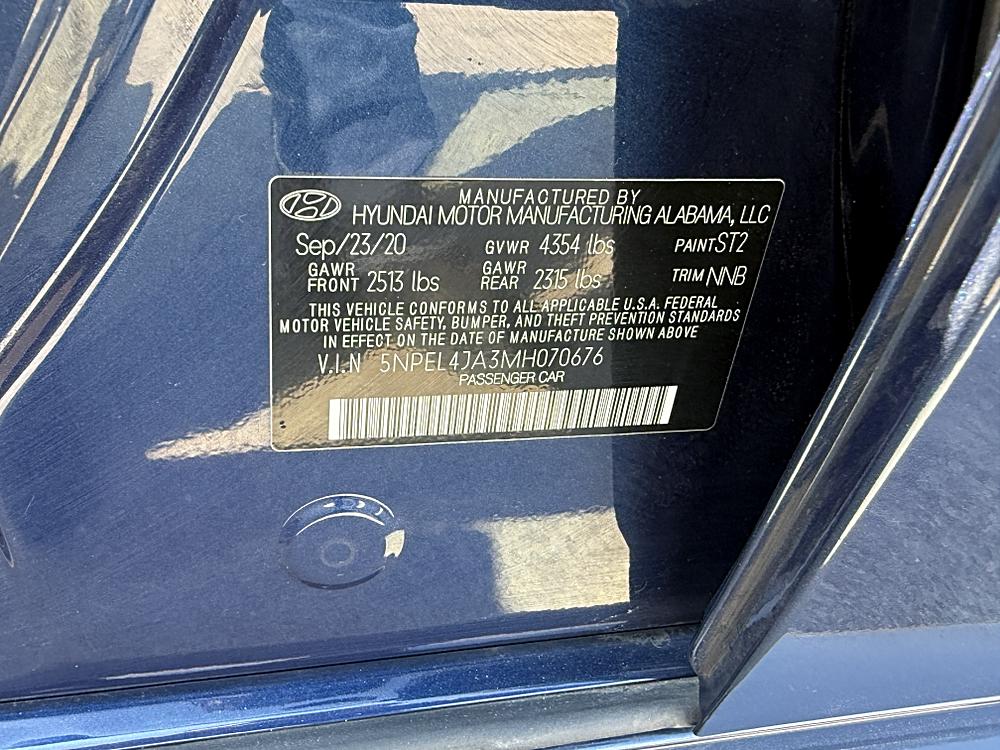 MANUFACTURED BY
HYUNDAI MOTOR MANUFACTURING ALABAMA, LLC
Sep/23/20 GVWR 4354 lbs PAINT ST2
GAWR FRONT 2513 lbs GAWR REAR 2315 lbs TRIM NNB
THIS VEHICLE CONFORMS TO ALL APPLICABLE U.S.A. FEDERAL
MOTOR VEHICLE SAFETY, BUMPER, AND THEFT PREVENTION STANDARDS
IN EFFECT ON THE DATE OF MANUFACTURE SHOWN ABOVE
V.I.N 5NPEL4JA3MH070676
PASSENGER CAR